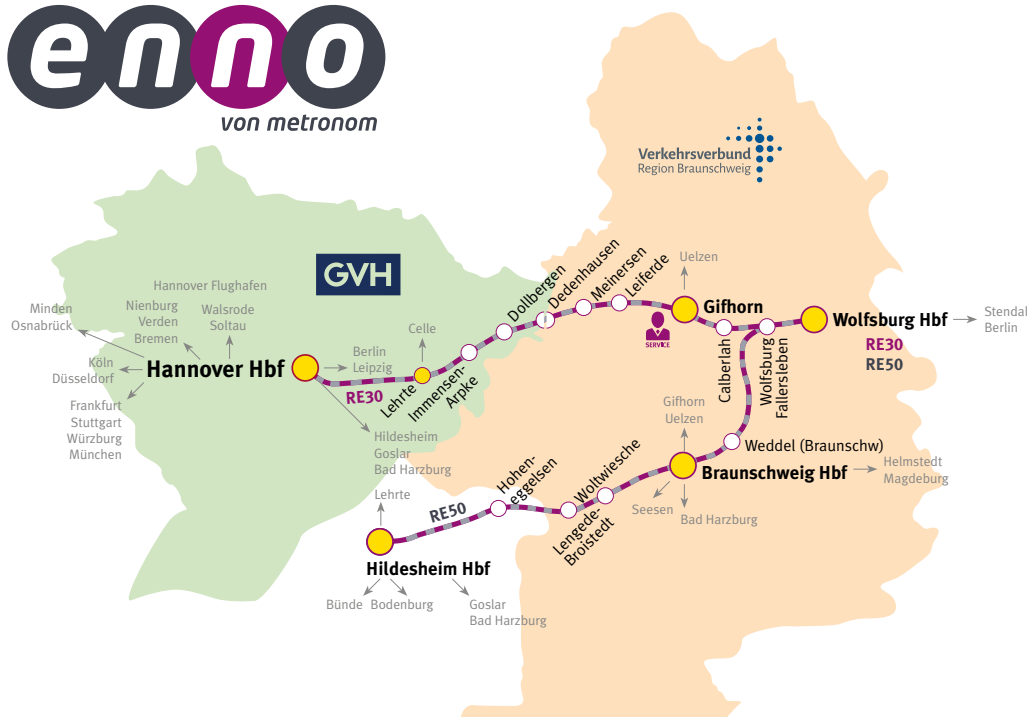 enno
von metronom
Verkehrsverbund
Region Braunschweig
GVH
Hannover Flughafen
Minden
Osnabrück
Nienburg
Verden
Bremen
Walsrode
Soltau
Köln
Düsseldorf
Hannover Hbf
Frankfurt
Stuttgart
Würzburg
München
Berlin
Leipzig
RE30
Celle
Lehrte
Immensen-
Arpke
Dollbergen
Dedenhausen
Meinersen
Leiferde
Uelzen
Gifhorn
SERVICE
Calberlah
Wolfsburg
Fallersleben
Wolfsburg Hbf
RE30
RE50
Stendal
Berlin
Hildesheim
Goslar
Bad Harzburg
Gifhorn
Uelzen
Weddel (Braunschw)
Braunschweig Hbf
Helmstedt
Magdeburg
Seesen
Bad Harzburg
Woltwiesche
Lengede-
Broistedt
Hohen-
eggelsen
RE50
Lehrte
Hildesheim Hbf
Bünde
Bodenburg
Goslar
Bad Harzburg